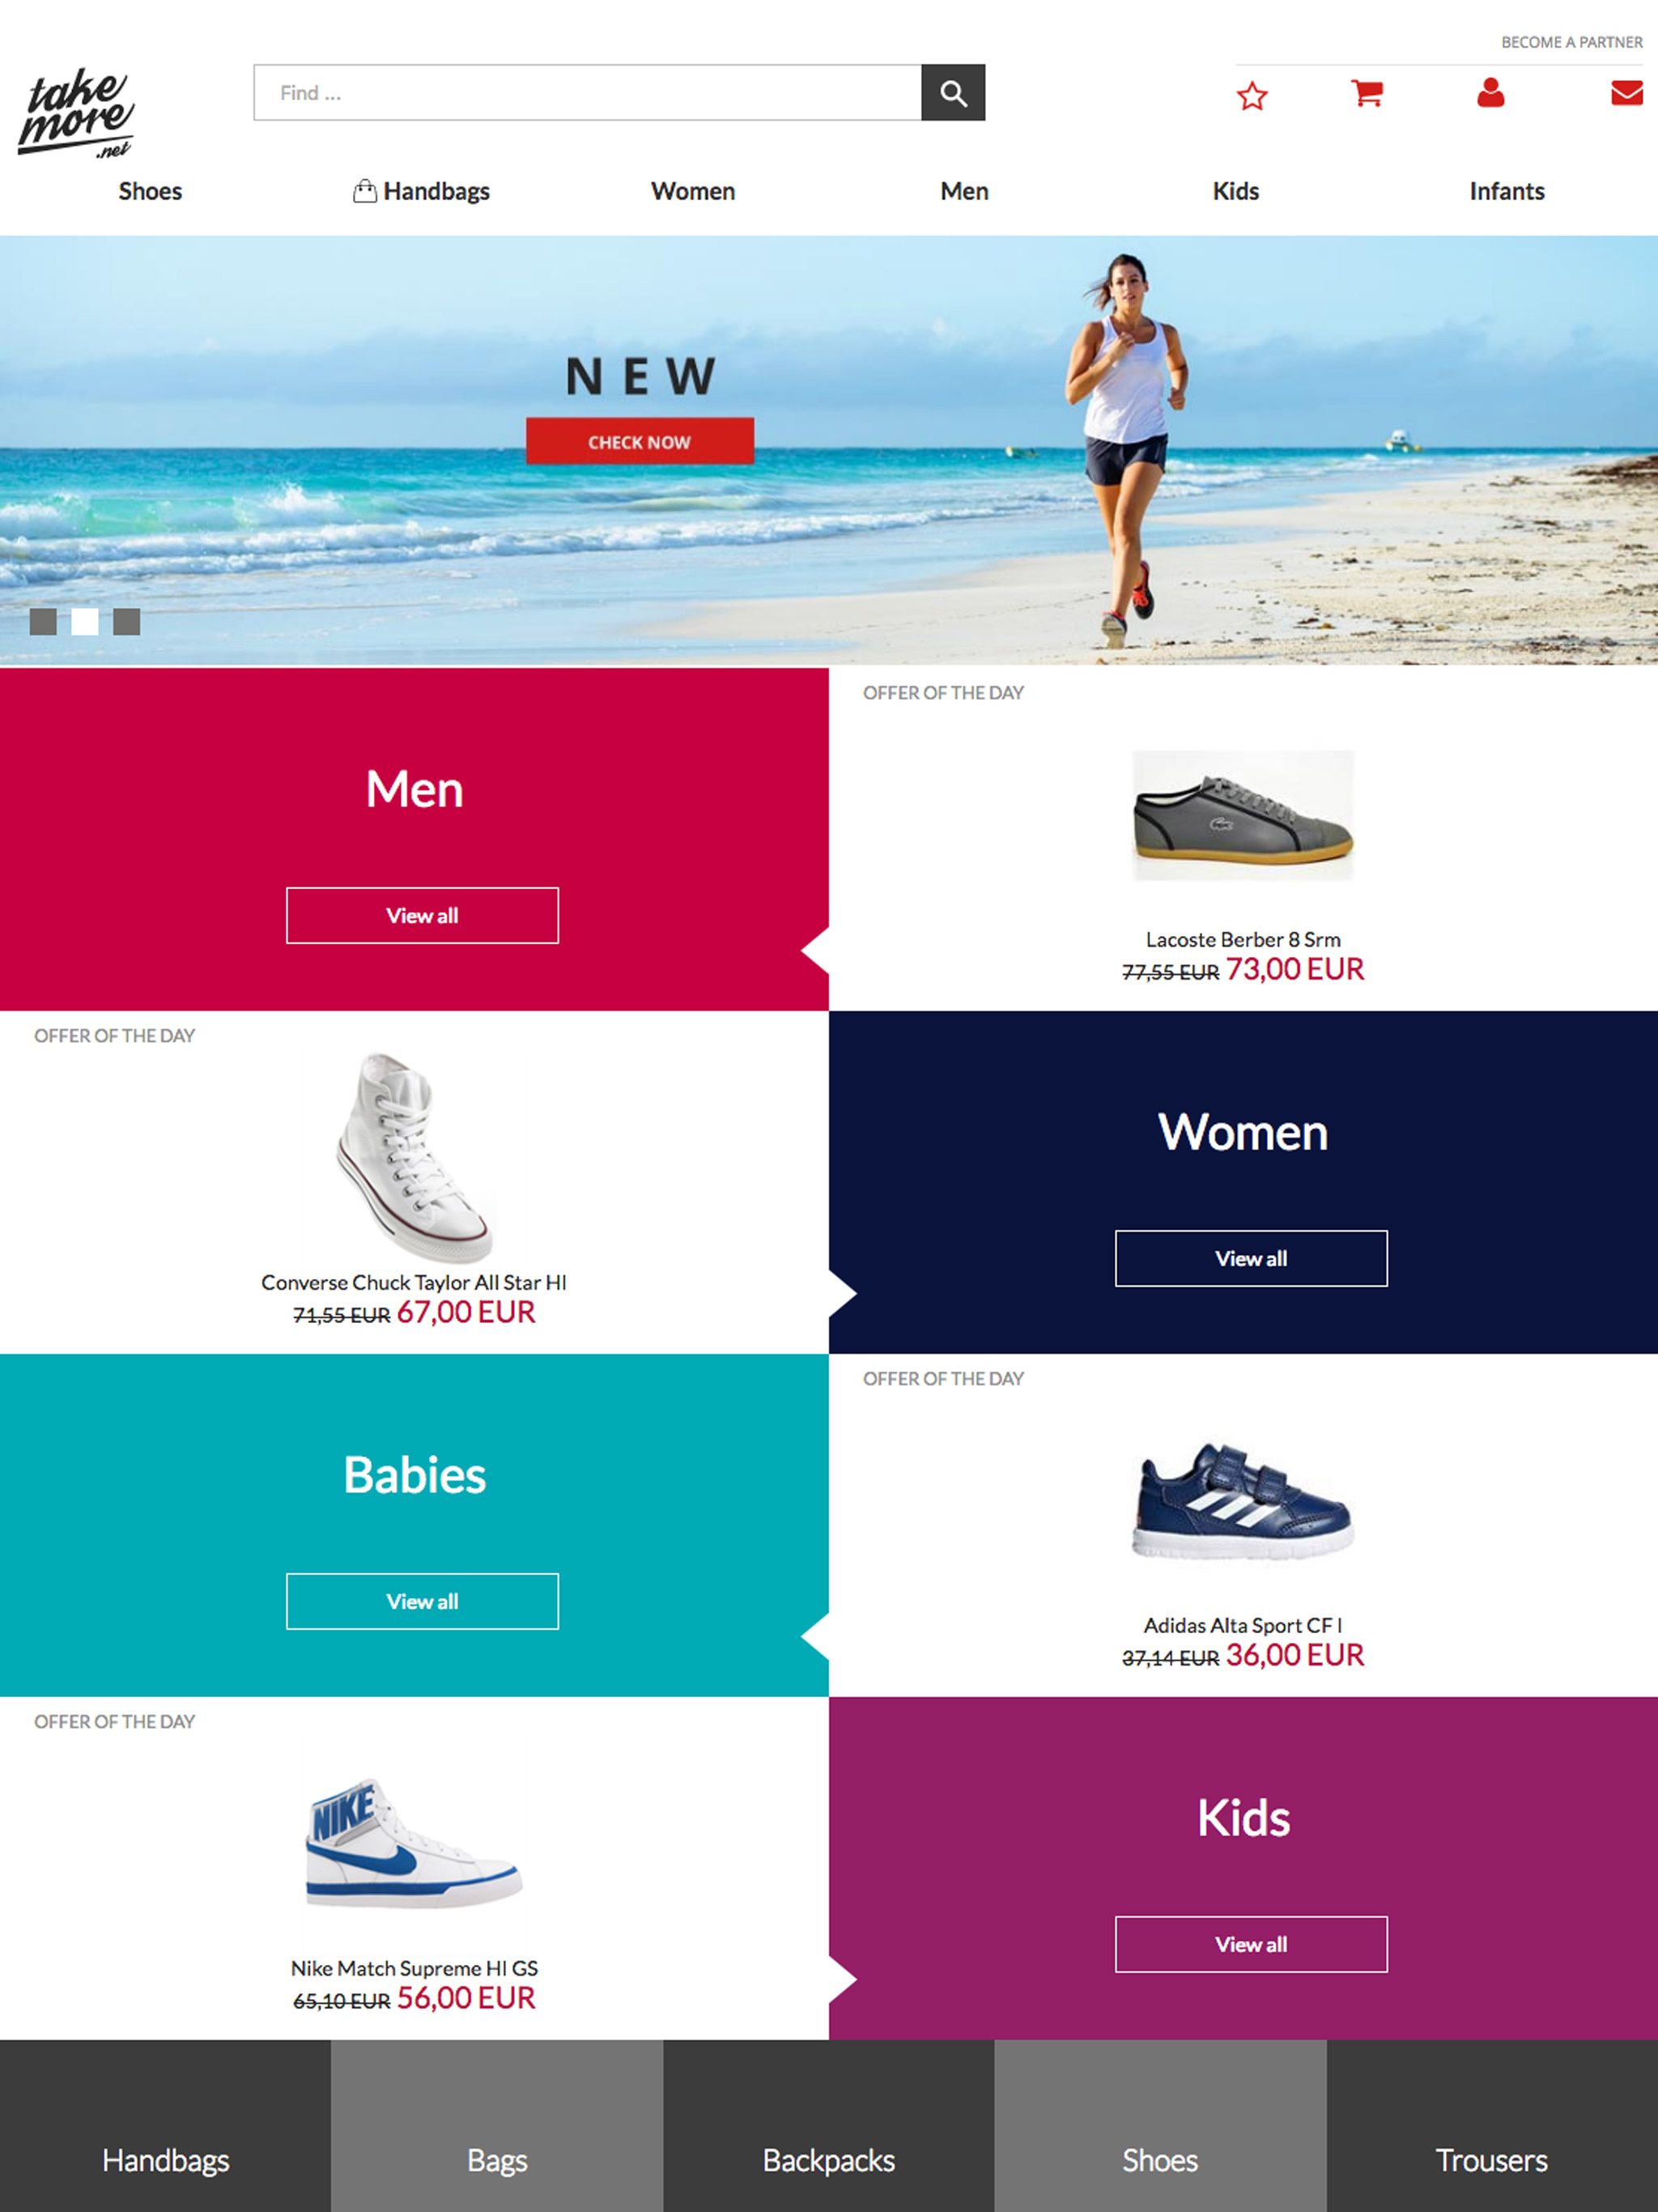 BECOME A PARTNER
take
more
.net
Find ...
Shoes
Handbags
Women
Men
Kids
Infants
NEW
CHECK NOW
Men
View all
OFFER OF THE DAY
Lacoste Berber 8 Srm
77,55 EUR 73,00 EUR
OFFER OF THE DAY
Converse Chuck Taylor All Star HI
71,55 EUR 67,00 EUR
Women
View all
Babies
View all
OFFER OF THE DAY
Adidas Alta Sport CF I
37,14 EUR 36,00 EUR
OFFER OF THE DAY
NIKE
Nike Match Supreme HI GS
65,10 EUR 56,00 EUR
Kids
View all
Handbags
Bags
Backpacks
Shoes
Trousers